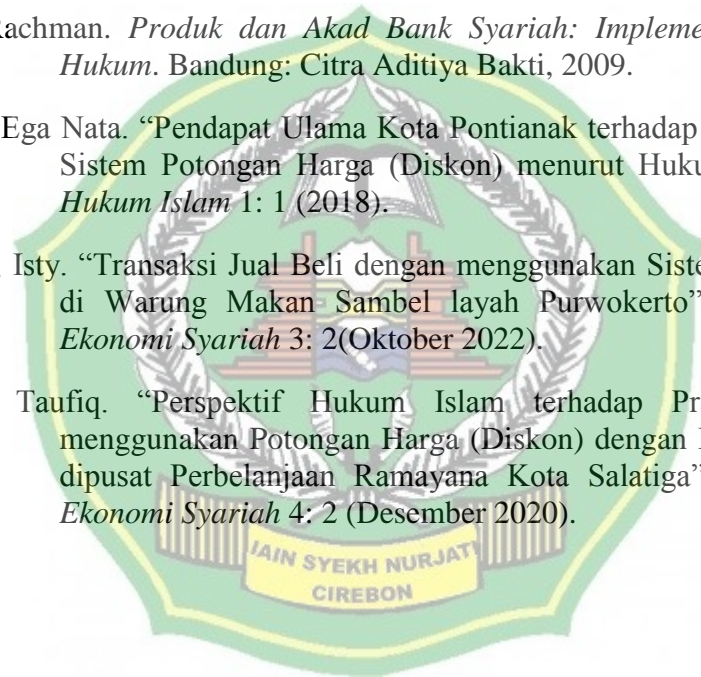 Rachman. Produk dan Akad Bank Syariah: Impleme
Hukum. Bandung: Citra Aditiya Bakti, 2009.
Ega Nata. “Pendapat Ulama Kota Pontianak terhadap
Sistem Potongan Harga (Diskon) menurut Huku
Hukum Islam 1: 1 (2018).
Isty. “Transaksi Jual Beli dengan menggunakan Siste
di Warung Makan Sambel layah Purwokerto”
Ekonomi Syariah 3: 2(Oktober 2022).
Taufiq. “Perspektif Hukum Islam terhadap Pr
menggunakan Potongan Harga (Diskon) dengan
dipusat Perbelanjaan Ramayana Kota Salatiga”
Ekonomi Syariah 4: 2 (Desember 2020).
IAIN SYEKH NURJATI
CIREBON